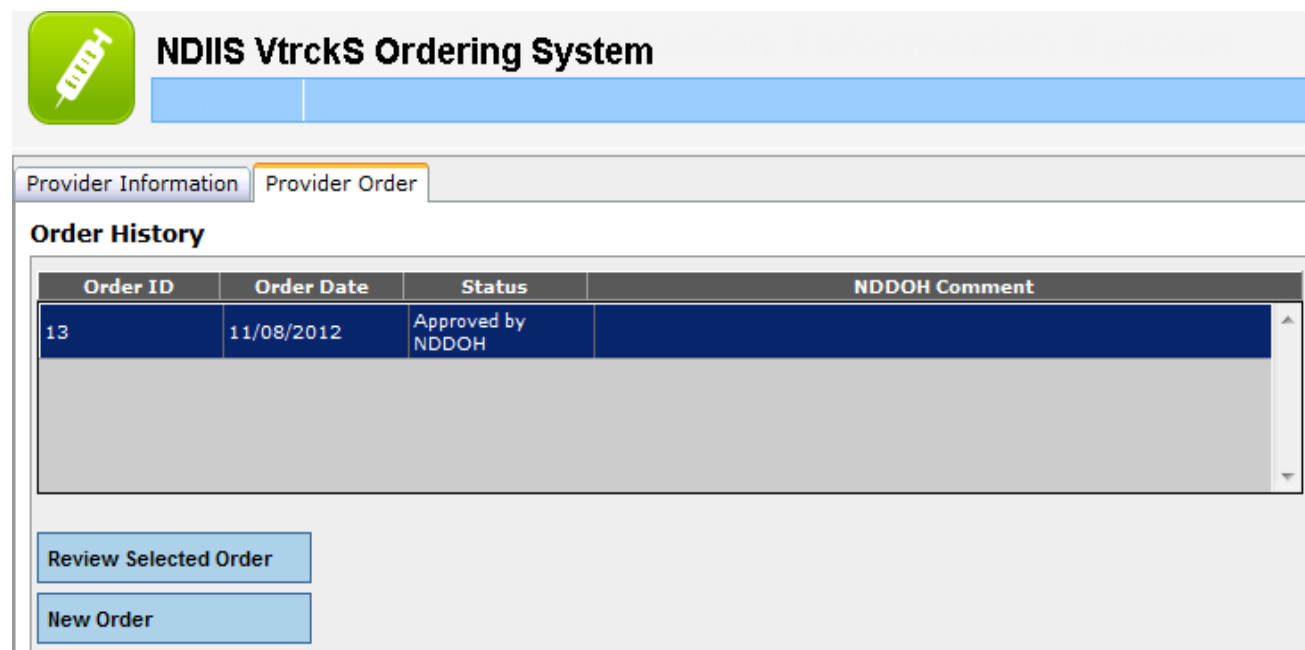 NDIIS VtrckS Ordering System
Provider Information Provider Order
Order History
Order ID Order Date Status NDDOH Comment
13 11/08/2012 Approved by
NDDOH
Review Selected Order
New Order